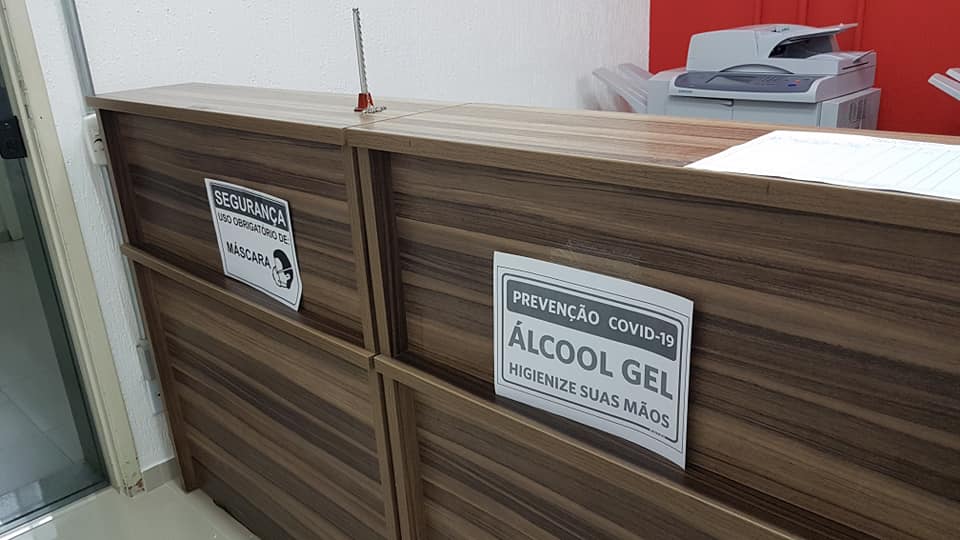 SEGURANÇA
USO OBRIGATÓRIO DE:
MÁSCARA
PREVENÇÃO COVID-19
ÁLCOOL GEL
HIGIENIZE SUAS MÃOS